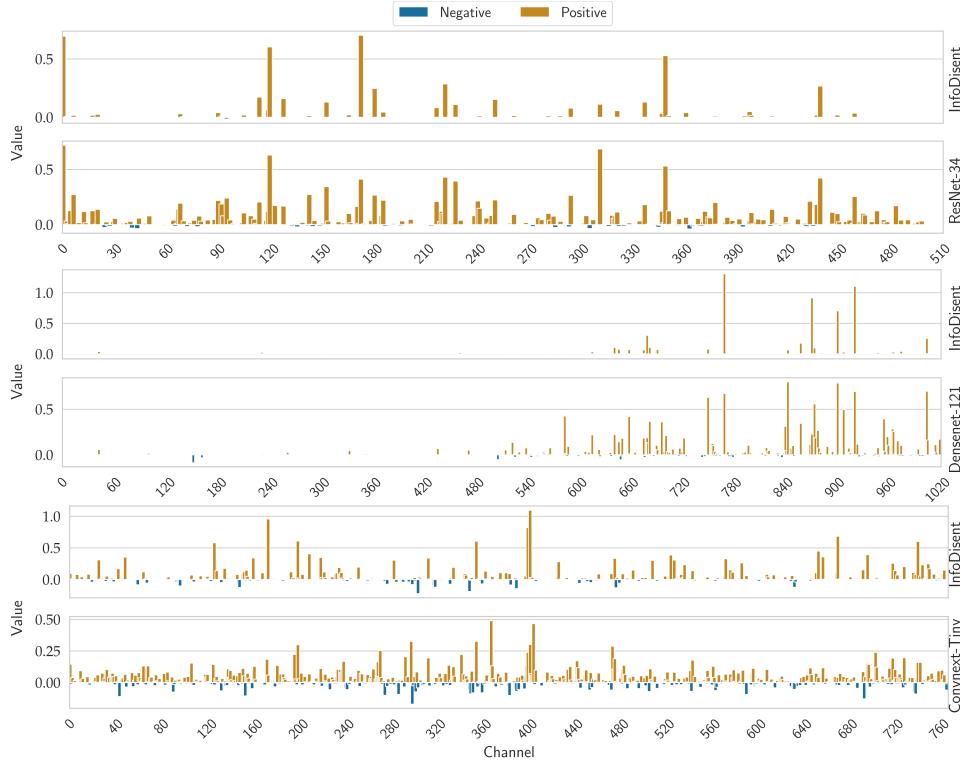 Negative Positive
0.5
0.0
InfoDisent
Value
0.5
0.0
ResNet-34
0 30 60 90 120 150 180 210 240 270 300 330 360 390 420 450 480 510
1.0
0.5
0.0
InfoDisent
Value
0.5
0.0
Densenet-121
0 60 120 180 240 300 360 420 480 540 600 660 720 780 840 900 960 1020
1.0
0.5
0.0
InfoDisent
Value
0.50
0.25
0.00
Convnext-Tiny
0 40 80 120 160 200 240 280 320 360 400 440 480 520 560 600 640 680 720 760
Channel